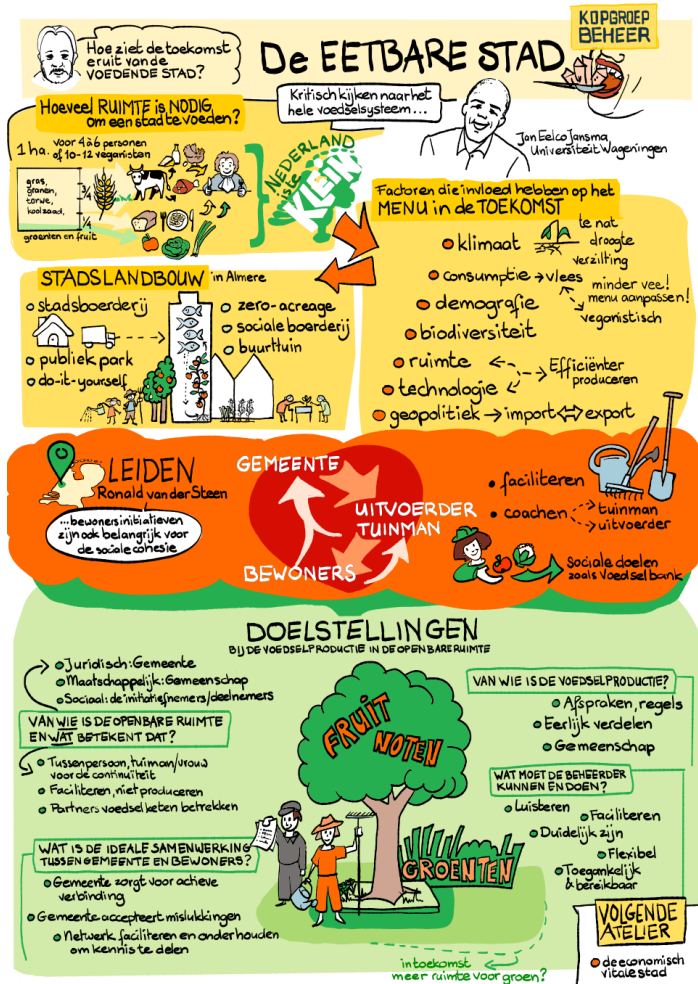 Hoe ziet de toekomst
eruit van de
VOEDENDE STAD?
De EETBARE STAD
KOPGROEP
BEHEER
Kritisch kijken naar het
hele voedselsysteem...
Jan Eelco Jansma
Universiteit Wageningen
Hoeveel RUIMTE is NODIG
om een stad te voeden?
1 ha.
voor 4 à 6 personen
of 10-12 veganisten
gras,
granen,
tarwe,
koolzaad,
3/4
1/4
groenten en fruit
NEDERLAND
is te
KLEIN
Factoren die invloed hebben op het
MENU in de TOEKOMST
klimaat
te nat
droogte
verzilting
consumptie → vlees
minder vee!
menu aanpassen!
veganistisch
demografie
biodiversiteit
ruimte
technologie
Efficiënter
produceren
geopolitiek → import ⇔ export
STADSLANDBOUW in Almere
stadsboerderij
publiek park
do-it-yourself
zero-acreage
sociale boerderij
buurttuin
LEIDEN
Ronald van der Steen
...bewonersinitiatieven
zijn ook belangrijk voor
de sociale cohesie
GEMEENTE
UITVOERDER
TUINMAN
BEWONERS
• faciliteren
• coachen
tuinman
uitvoerder
Sociale doelen
zoals Voedselbank
DOELSTELLINGEN
BIJ DE VOEDSELPRODUCTIE IN DE OPENBARE RUIMTE
Juridisch: Gemeente
Maatschappelijk: Gemeenschap
Sociaal: de initiatiefnemers/deelnemers
VAN WIE IS DE OPENBARE RUIMTE
EN WAT BETEKENT DAT?
Tussenpersoon, tuinman/vrouw
voor de continuïteit
Faciliteren, niet produceren
Partners voedselketen betrekken
WAT IS DE IDEALE SAMENWERKING
TUSSEN GEMEENTE EN BEWONERS?
Gemeente zorgt voor actieve
verbinding
Gemeente accepteert mislukkingen
Netwerk faciliteren en onderhouden
om kennis te delen
FRUIT
NOTEN
GROENTEN
VAN WIE IS DE VOEDSELPRODUCTIE?
Afspraken, regels
Eerlijk verdelen
Gemeenschap
WAT MOET DE BEHEERDER
KUNNEN EN DOEN?
Luisteren
Faciliteren
Duidelijk zijn
Flexibel
Toegankelijk
& bereikbaar
in toekomst
meer ruimte voor groen?
VOLGENDE
ATELIER
de economisch
vitale stad